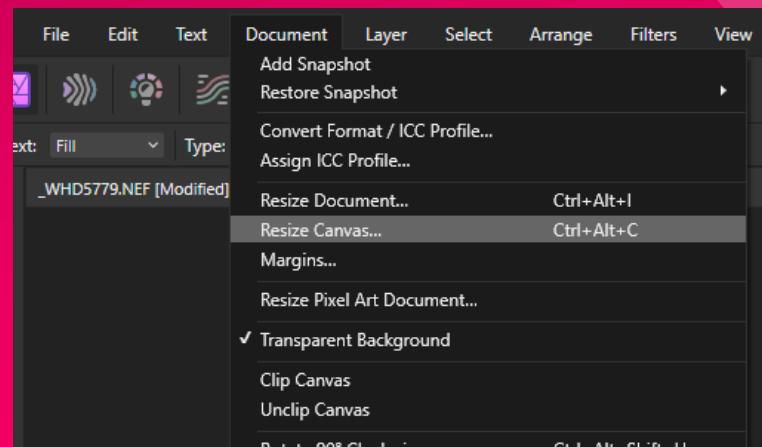 File Edit Text Document Layer Select Arrange Filters View
Add Snapshot
Restore Snapshot
Convert Format / ICC Profile...
Assign ICC Profile...
ext: Fill Type:
_WHD5779.NEF [Modified]
Resize Document... Ctrl+Alt+I
Resize Canvas... Ctrl+Alt+C
Margins...
Resize Pixel Art Document...
Transparent Background
Clip Canvas
Unclip Canvas